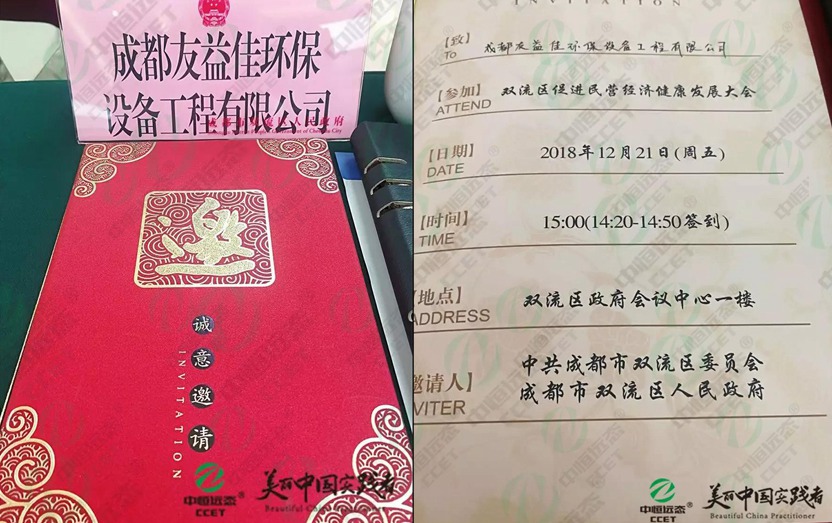 成都友益佳环保
设备工程有限公司
邀
诚意邀请
INVITATION
中恒远态®
CCET
美丽中国实践者
Beautiful China Practitioner
INVITATION
【致】
TO
成都友益佳环保设备工程有限公司
【参加】
ATTEND
双流区促进民营经济健康发展大会
【日期】
DATE
2018年12月21日(周五)
【时间】
TIME
15:00(14:20-14:50签到)
地点】
ADDRESS
双流区政府会议中心一楼
邀请人】
VITER
中共成都市双流区委员会
成都市双流区人民政府
中恒远态®
CCET
美丽中国实践者
Beautiful China Practitioner